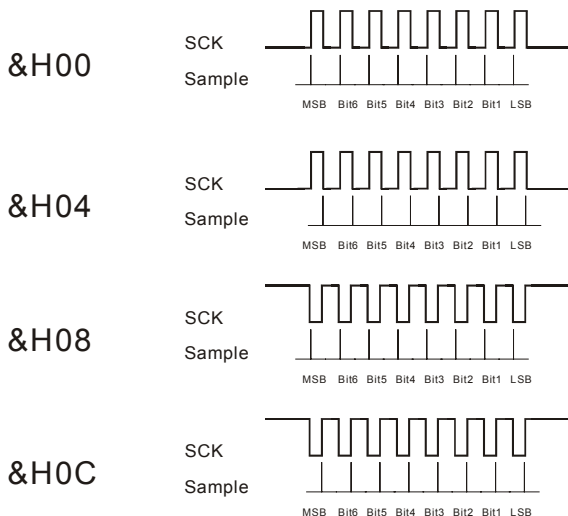 SCK
&H00
Sample
MSB Bit6 Bit5 Bit4 Bit3 Bit2 Bit1 LSB
SCK
&H04
Sample
MSB Bit6 Bit5 Bit4 Bit3 Bit2 Bit1 LSB
SCK
&H08
Sample
MSB Bit6 Bit5 Bit4 Bit3 Bit2 Bit1 LSB
SCK
&H0C
Sample
MSB Bit6 Bit5 Bit4 Bit3 Bit2 Bit1 LSB